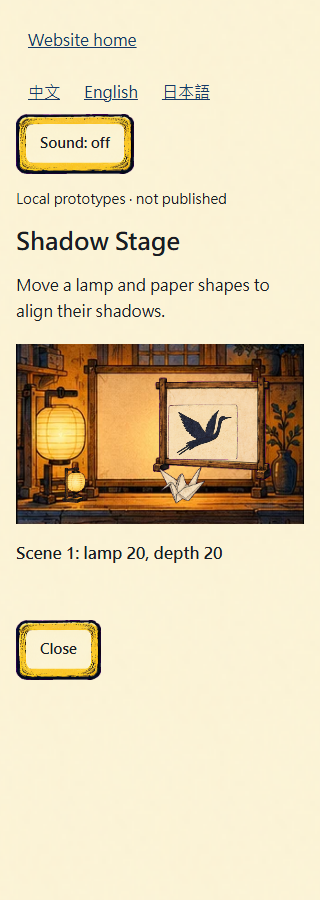 Website home
中文 English 日本語
Sound: off
Local prototypes · not published
Shadow Stage
Move a lamp and paper shapes to
align their shadows.
Scene 1: lamp 20, depth 20
Close